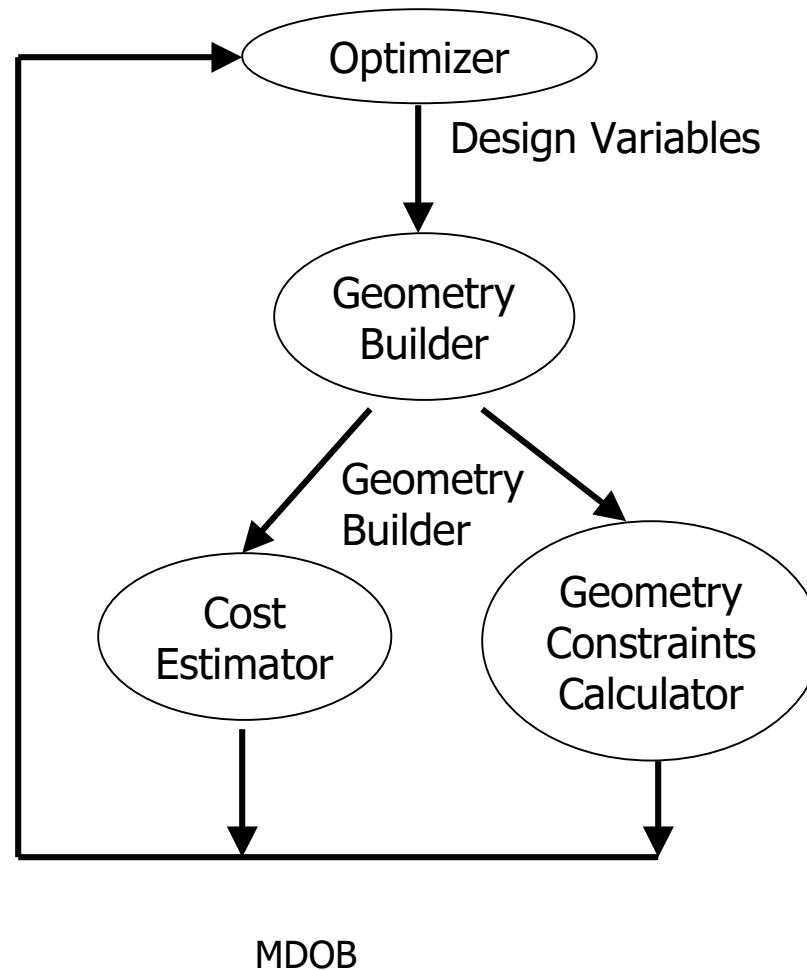 Optimizer
Design Variables
Geometry
Builder
Geometry
Builder
Cost
Estimator
Geometry
Constraints
Calculator
MDOB